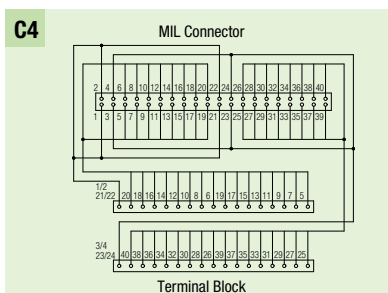 C4
MIL Connector
2 4 6 8 10 12 14 16 18 20 22 24 26 28 30 32 34 36 38 40
1 3 5 7 9 11 13 15 17 19 21 23 25 27 29 31 33 35 37 39
1/2
21/22 20 18 16 14 12 10 8 6 19 17 15 13 11 9 7 5
3/4
23/24 40 38 36 34 32 30 28 26 39 37 35 33 31 29 27 25
Terminal Block